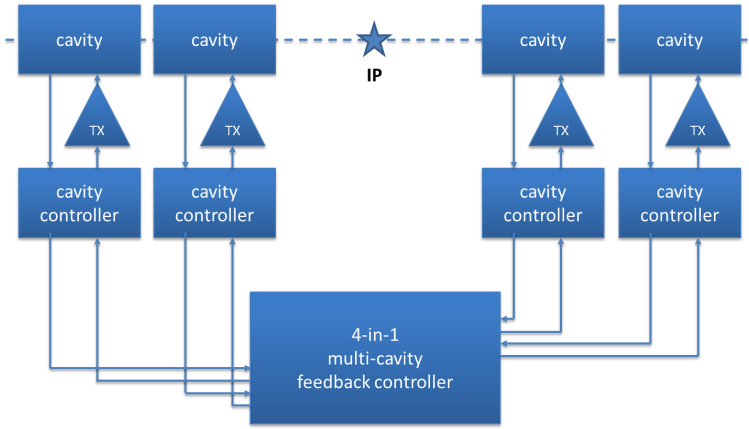 cavity
cavity
cavity
cavity
IP
TX
TX
TX
TX
cavity
controller
cavity
controller
cavity
controller
cavity
controller
4-in-1
multi-cavity
feedback controller